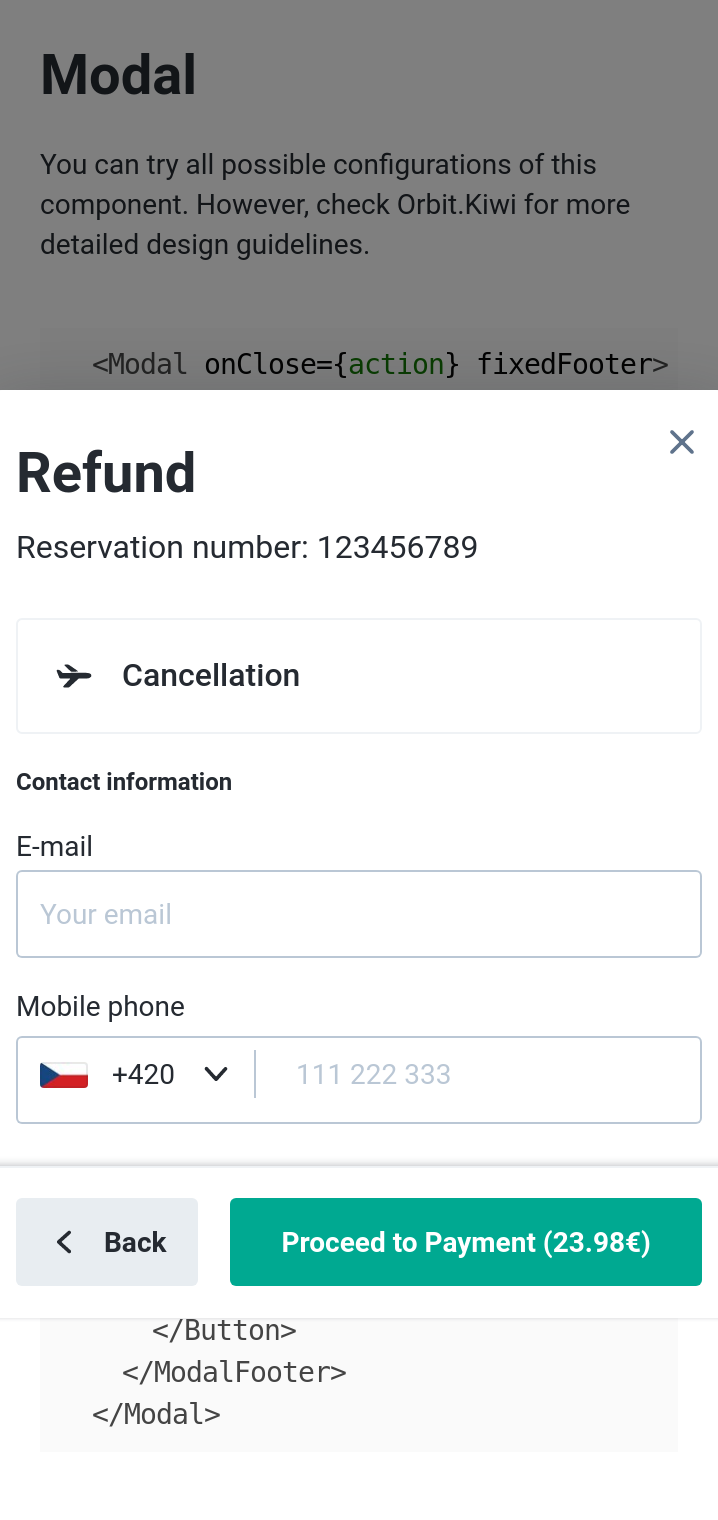 Modal
You can try all possible configurations of this
component. However, check Orbit.Kiwi for more
detailed design guidelines.
<Modal onClose={action} fixedFooter>
Refund
Reservation number: 123456789
Cancellation
Contact information
E-mail
Your email
Mobile phone
+420 111 222 333
Back Proceed to Payment (23.98€)
</Button>
</ModalFooter>
</Modal>